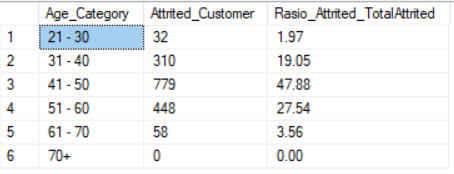 Age_Category Attrited_Customer Rasio_Attrited_TotalAttrited
1 21 - 30 32 1.97
2 31 - 40 310 19.05
3 41 - 50 779 47.88
4 51 - 60 448 27.54
5 61 - 70 58 3.56
6 70+ 0 0.00